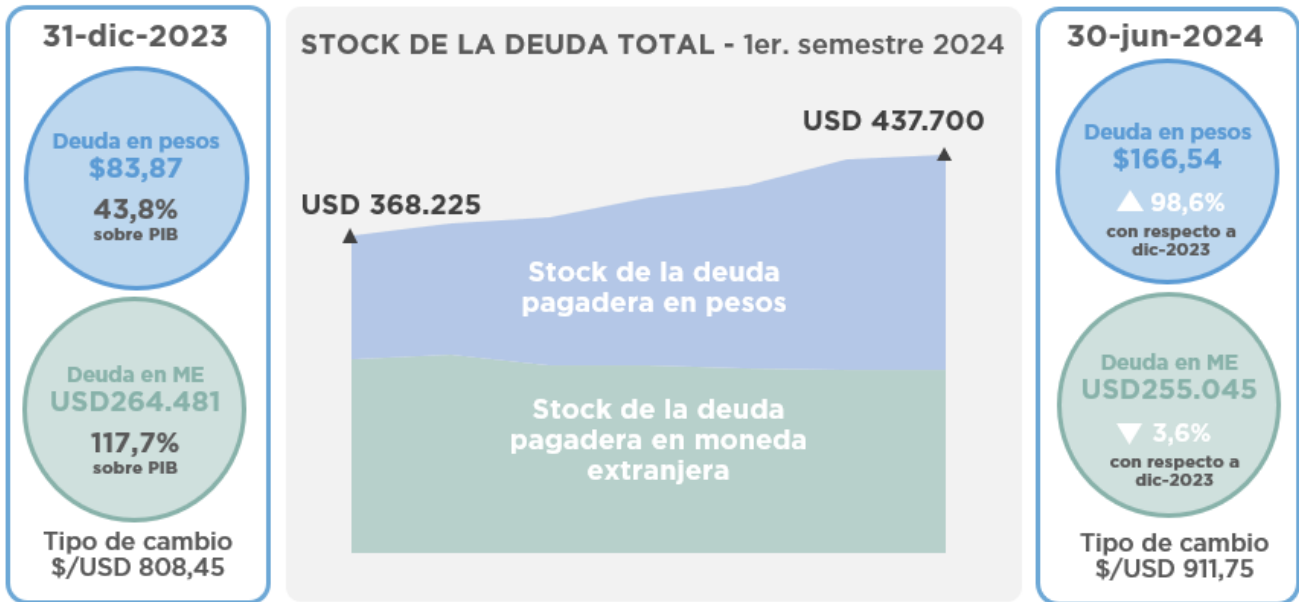 31-dic-2023
Deuda en pesos
$83,87
43,8%
sobre PIB
Deuda en ME
USD264.481
117,7%
sobre PIB
Tipo de cambio
$/USD 808,45
STOCK DE LA DEUDA TOTAL - 1er. semestre 2024
USD 437.700
USD 368.225
Stock de la deuda
pagadera en pesos
Stock de la deuda
pagadera en moneda
extranjera
30-jun-2024
Deuda en pesos
$166,54
98,6%
con respecto a
dic-2023
Deuda en ME
USD255.045
3,6%
con respecto a
dic-2023
Tipo de cambio
$/USD 911,75